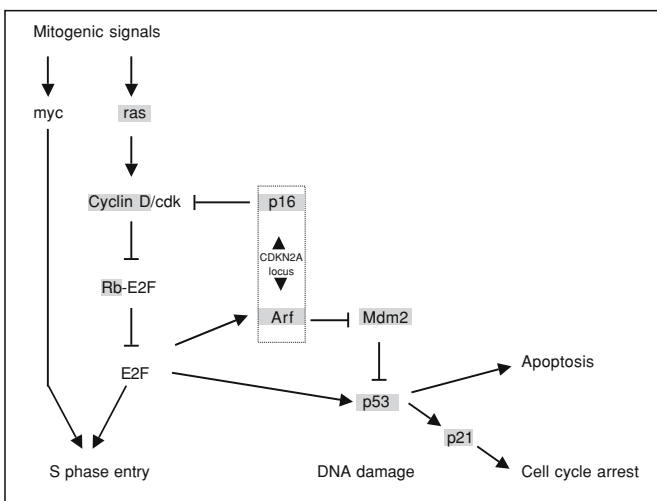 Mitogenic signals
myc
ras
Cyclin D/cdk
p16
CDKN2A
locus
Rb-E2F
Arf
Mdm2
E2F
Apoptosis
p53
p21
S phase entry
DNA damage
Cell cycle arrest